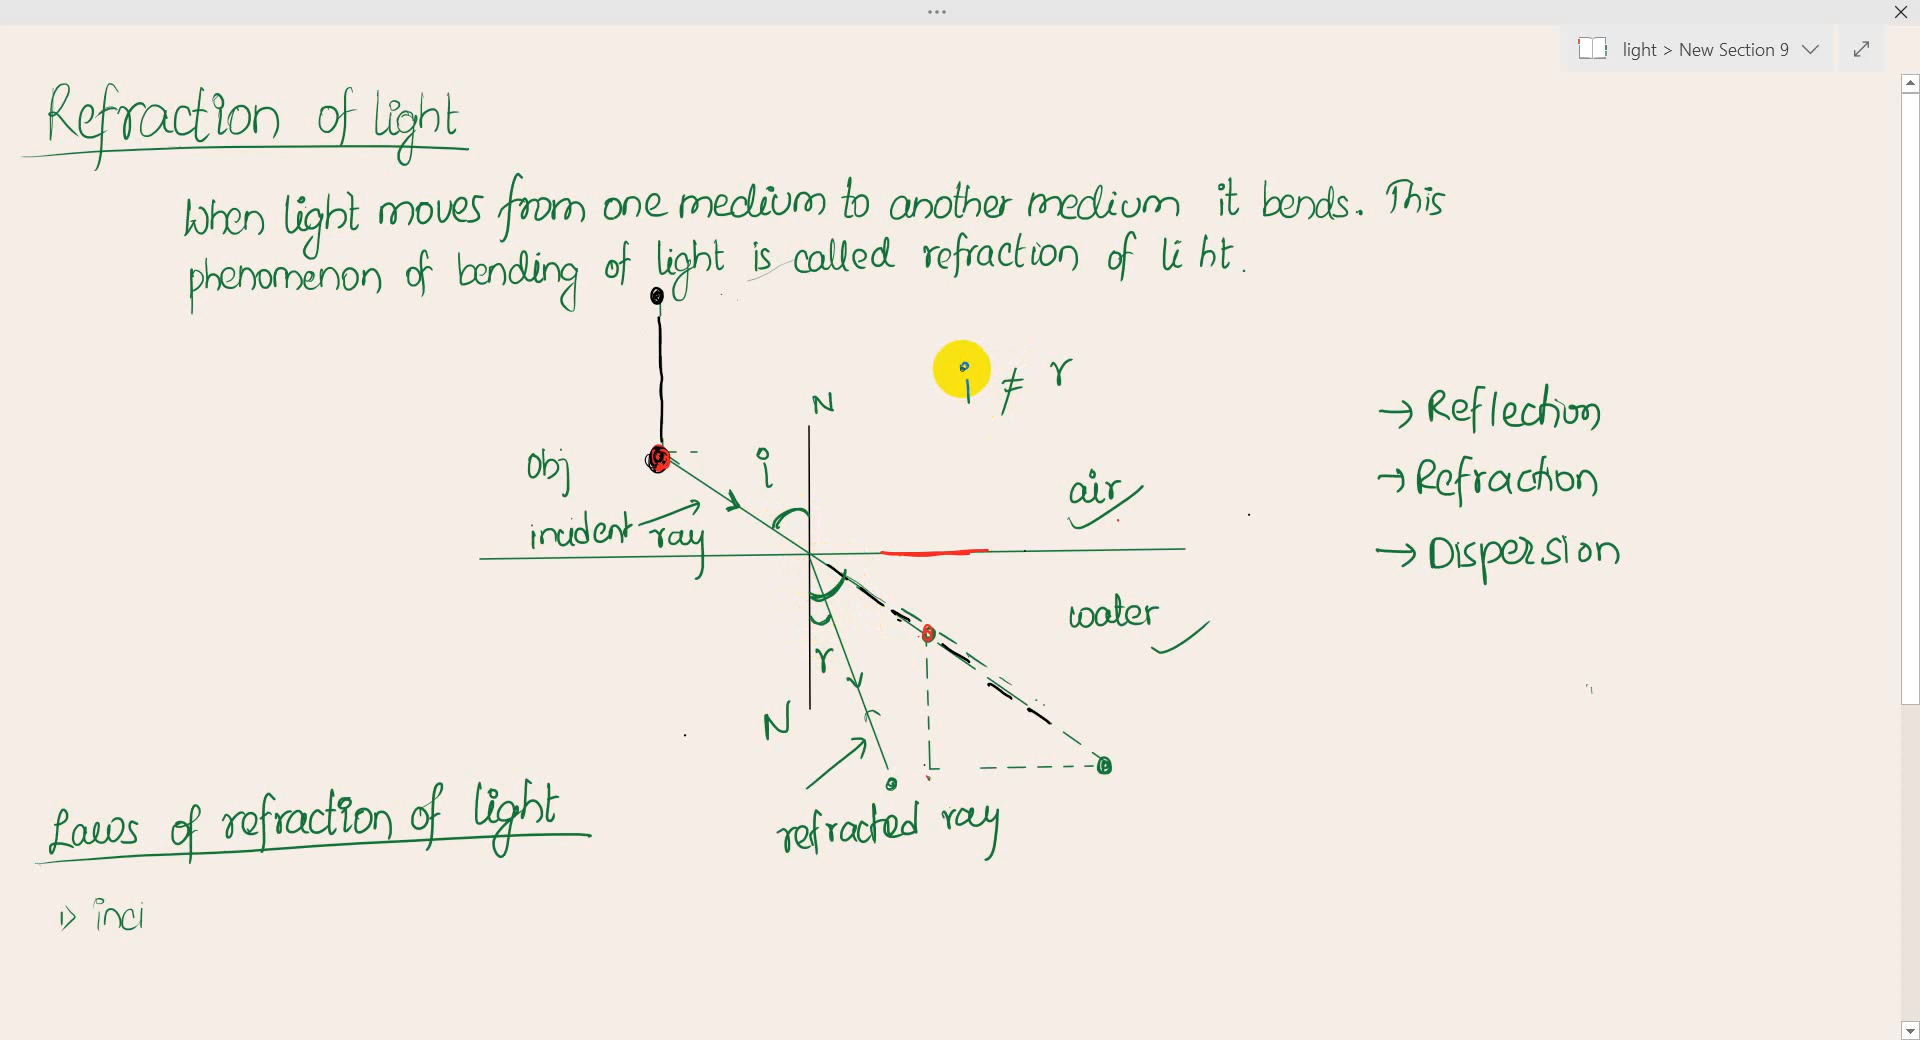 light > New Section 9
Refraction of light
When light moves from one medium to another medium it bends. This
phenomenon of bending of light is called refraction of li ht.
i ≠ r
N
→ Reflection
obj
i
air
→ Refraction
incident ray
→ Dispersion
water
r
N
refracted ray
Laws of refraction of light
1> inci